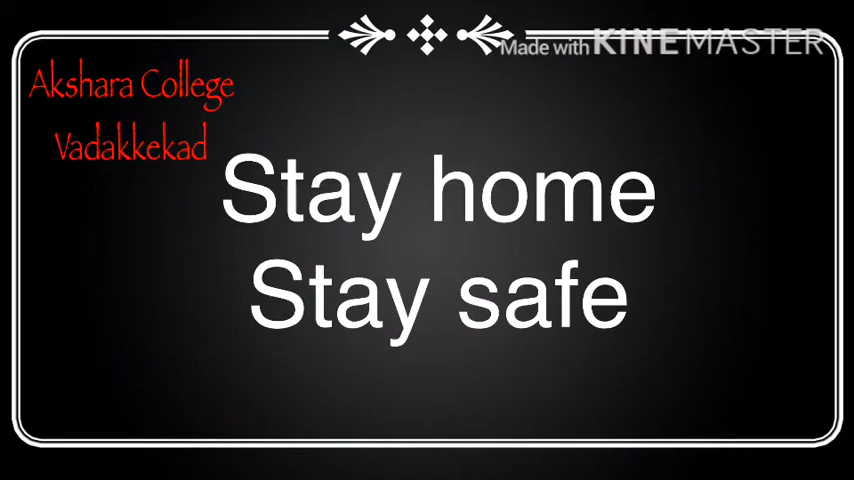 Made with KINEMASTER
Akshara College
Vadakkekad
Stay home
Stay safe